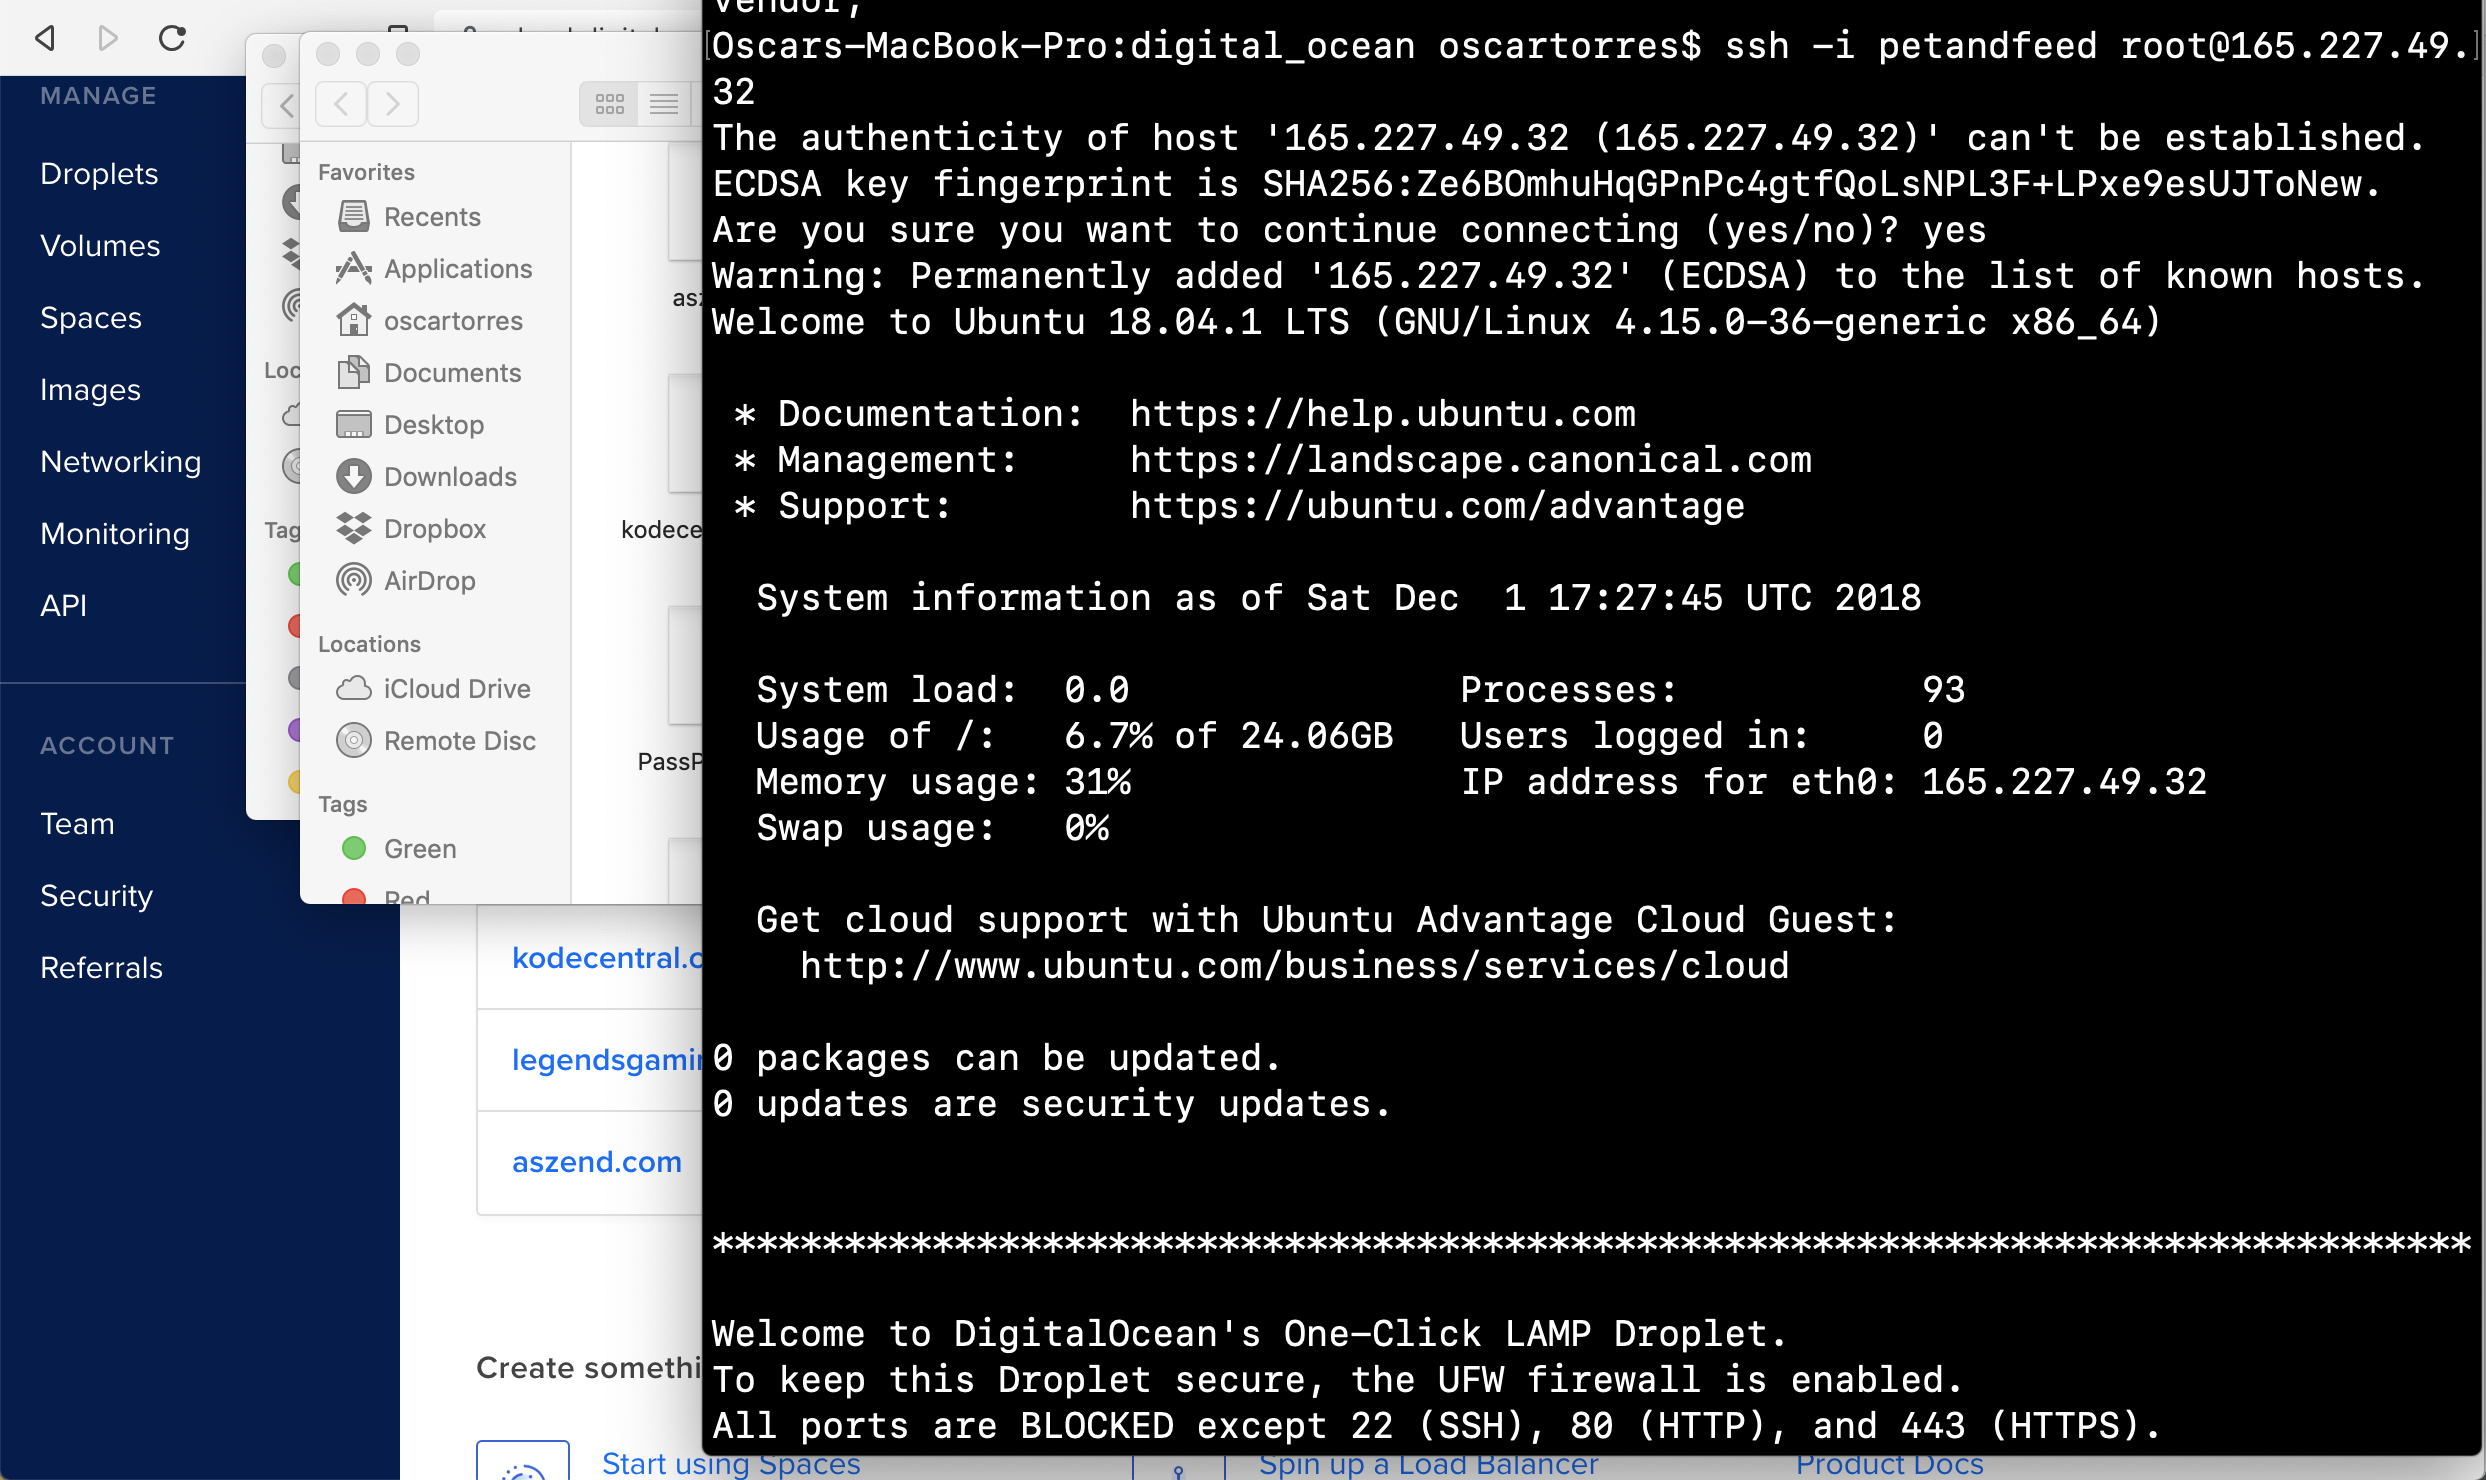 MANAGE
Droplets
Volumes
Spaces
Images
Networking
Monitoring
API
ACCOUNT
Team
Security
Referrals
Loc
Tag
Favorites
Recents
Applications
oscartorres
Documents
Desktop
Downloads
Dropbox
AirDrop
Locations
iCloud Drive
Remote Disc
Tags
Green
Red
asz
kodece
PassP
kodecentral.o
legendsgamin
aszend.com
Create somethi
Start using Spaces
Spin up a Load Balancer
Product Docs
vendor,
Oscars-MacBook-Pro:digital_ocean oscartorres$ ssh -i petandfeed root@165.227.49.
32
The authenticity of host '165.227.49.32 (165.227.49.32)' can't be established.
ECDSA key fingerprint is SHA256:Ze6BOmhuHqGPnPc4gtfQoLsNPL3F+LPxe9esUJToNew.
Are you sure you want to continue connecting (yes/no)? yes
Warning: Permanently added '165.227.49.32' (ECDSA) to the list of known hosts.
Welcome to Ubuntu 18.04.1 LTS (GNU/Linux 4.15.0-36-generic x86_64)
* Documentation: https://help.ubuntu.com
* Management: https://landscape.canonical.com
* Support: https://ubuntu.com/advantage
System information as of Sat Dec 1 17:27:45 UTC 2018
System load: 0.0 Processes: 93
Usage of /: 6.7% of 24.06GB Users logged in: 0
Memory usage: 31% IP address for eth0: 165.227.49.32
Swap usage: 0%
Get cloud support with Ubuntu Advantage Cloud Guest:
http://www.ubuntu.com/business/services/cloud
0 packages can be updated.
0 updates are security updates.
********************************************************************************
Welcome to DigitalOcean's One-Click LAMP Droplet.
To keep this Droplet secure, the UFW firewall is enabled.
All ports are BLOCKED except 22 (SSH), 80 (HTTP), and 443 (HTTPS).